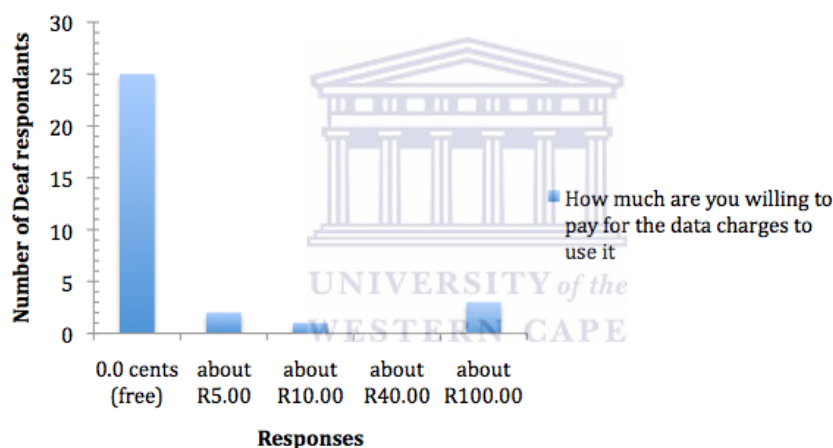 30
25
20
15
10
5
0
Number of Deaf respondants
0.0 cents
(free)
about
R5.00
about
R10.00
about
R40.00
about
R100.00
Responses
How much are you willing to
pay for the data charges to
use it
UNIVERSITY of the
WESTERN CAPE